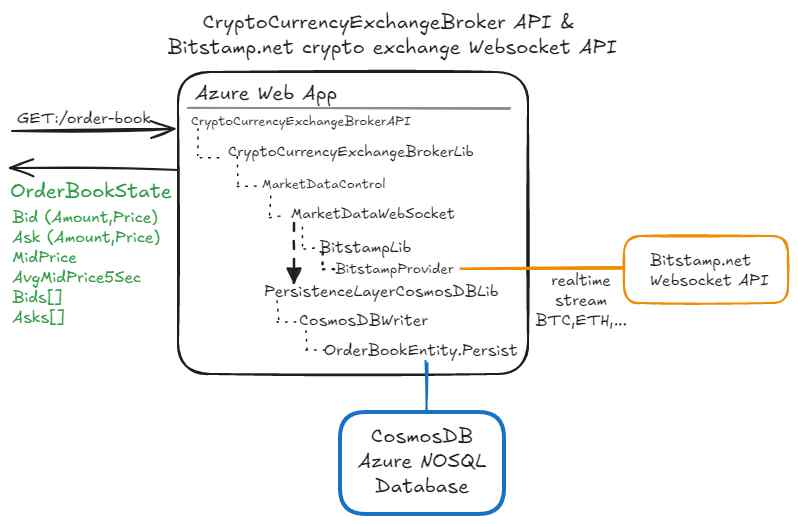 CryptoCurrencyExchangeBroker API &
Bitstamp.net crypto exchange Websocket API
Azure Web App
GET:/order-book
CryptoCurrencyExchangeBrokerAPI
CryptoCurrencyExchangeBrokerLib
MarketDataControl
MarketDataWebSocket
BitstampLib
BitstampProvider
PersistenceLayerCosmosDBLib
CosmosDBWriter
OrderBookEntity.Persist
OrderBookState
Bid (Amount,Price)
Ask (Amount,Price)
MidPrice
AvgMidPrice5Sec
Bids[]
Asks[]
realtime
stream
BTC,ETH,...
Bitstamp.net
Websocket API
CosmosDB
Azure NOSQL
Database